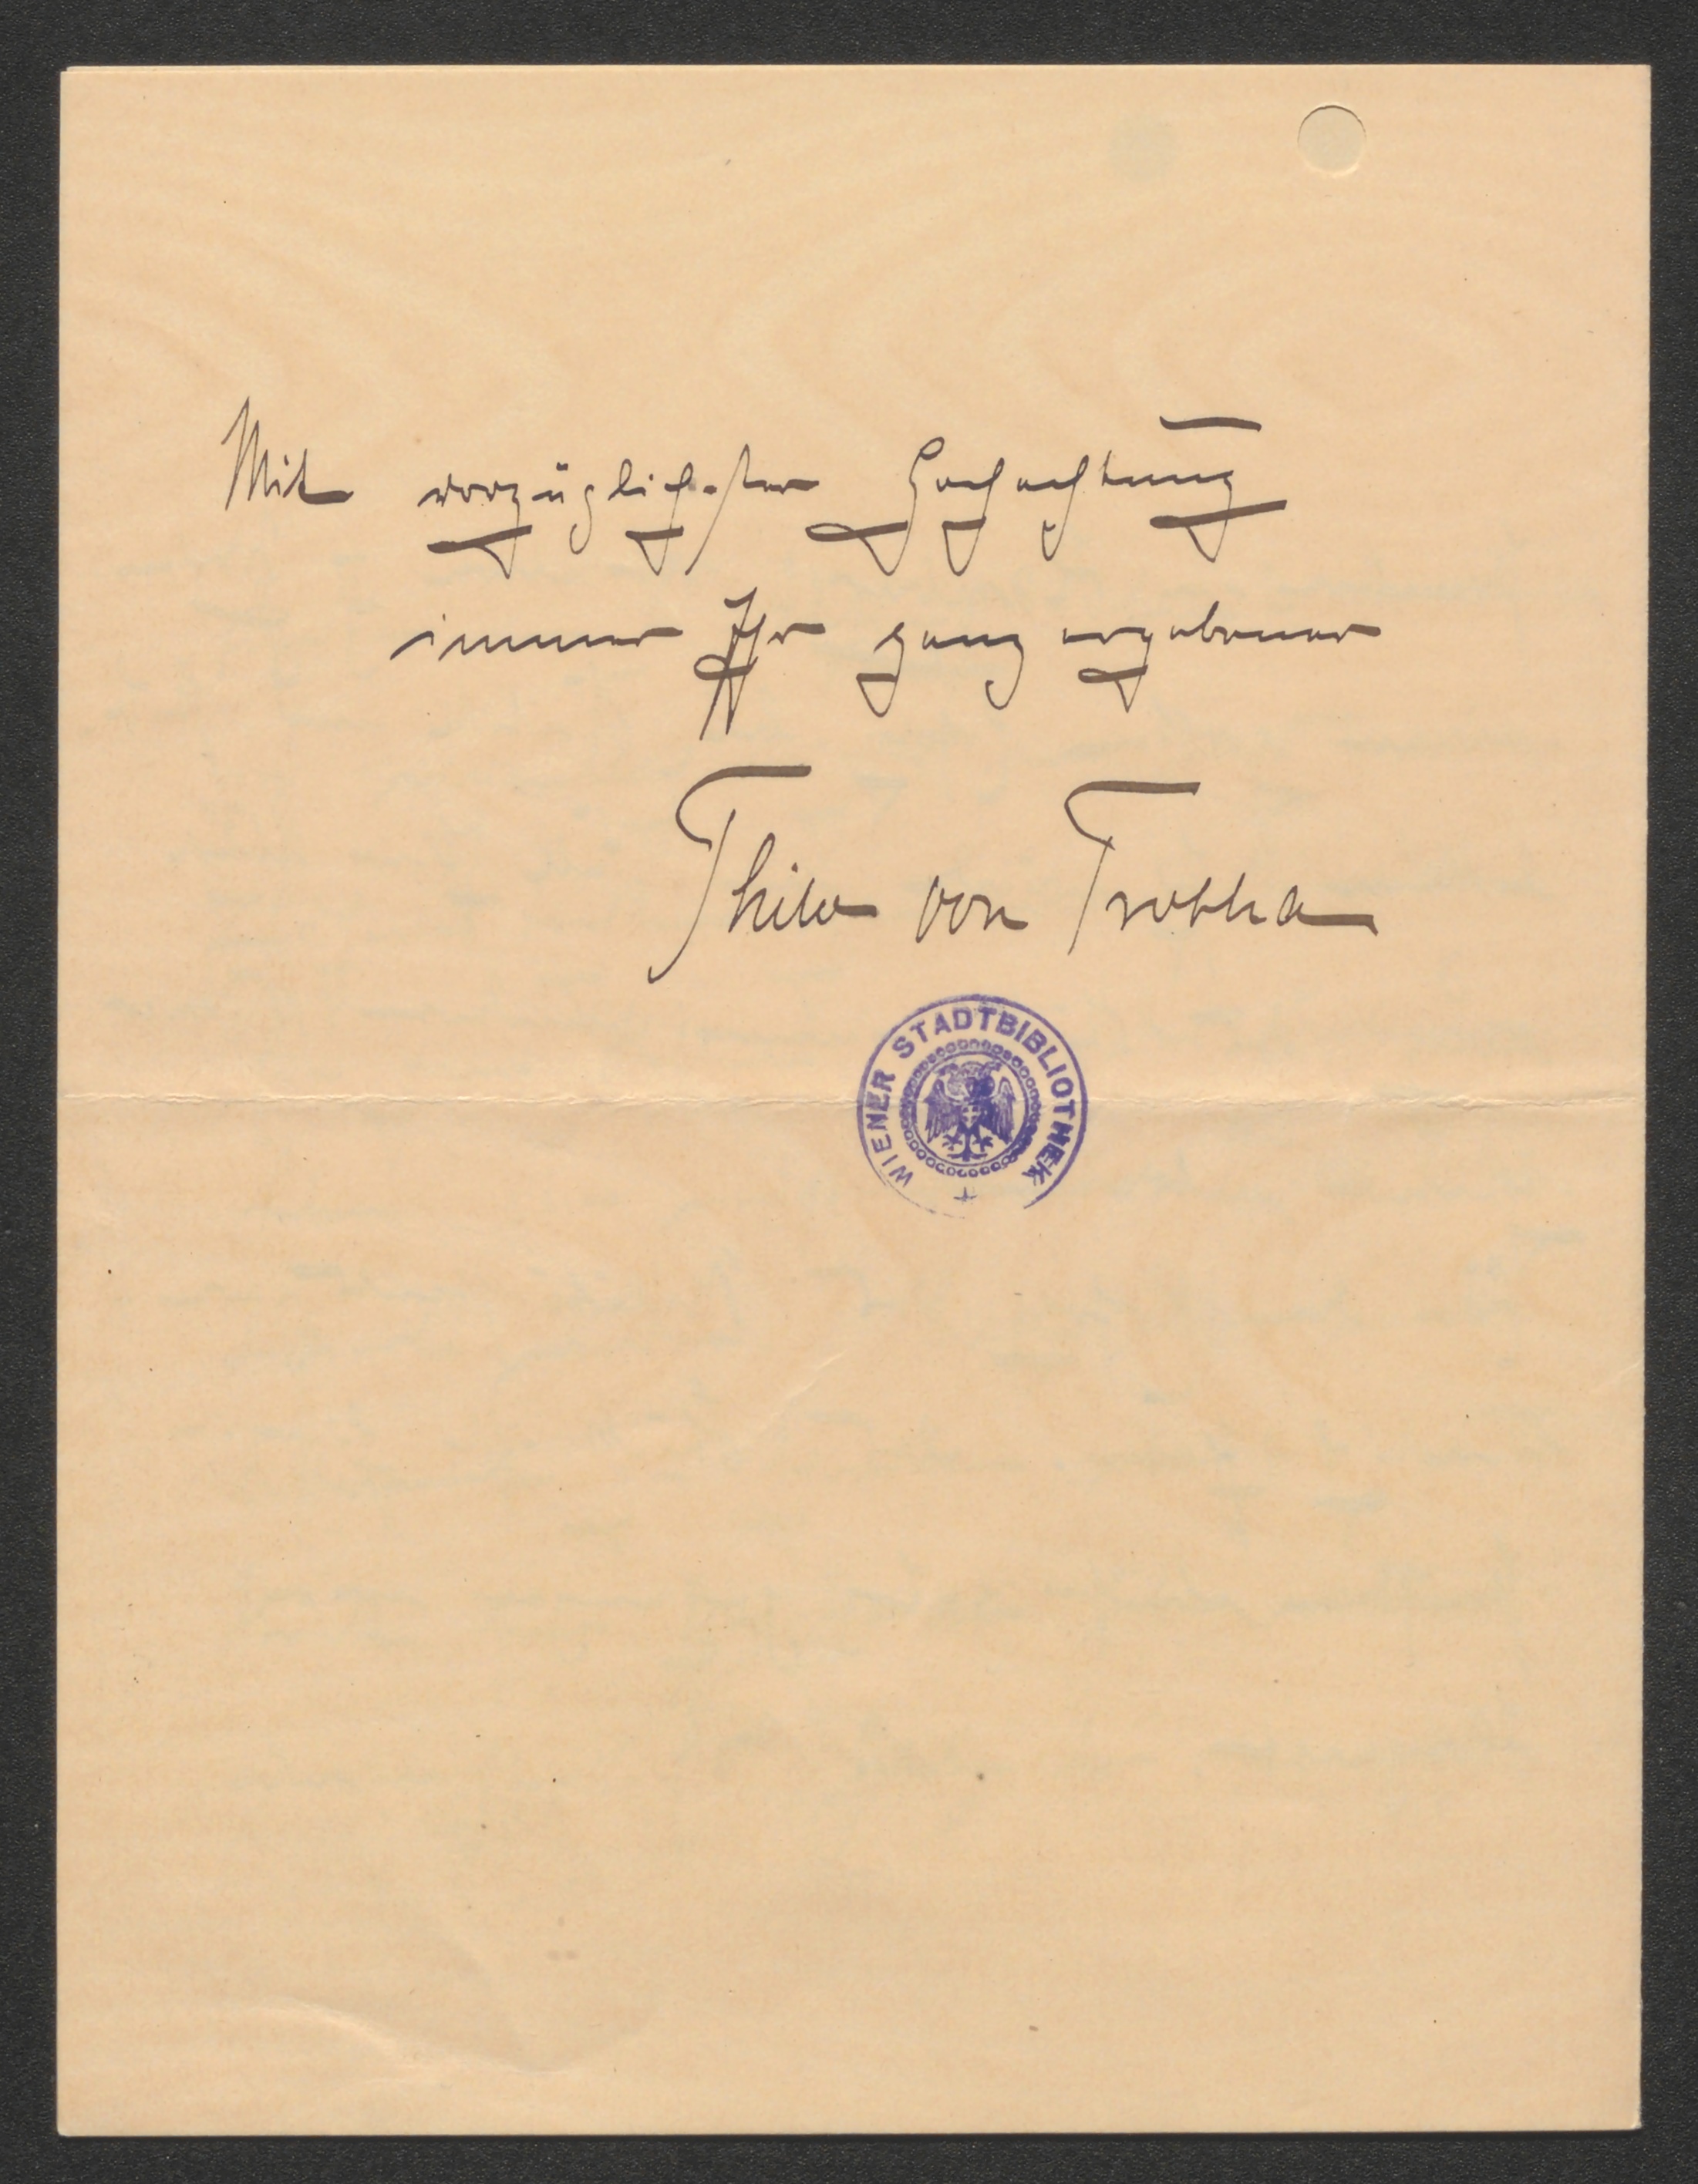 Mit vorzüglichster Hochachtung
immer Ihr ganz ergebener
Thilo von Trotha
WIENER STADTBIBLIOTHEK